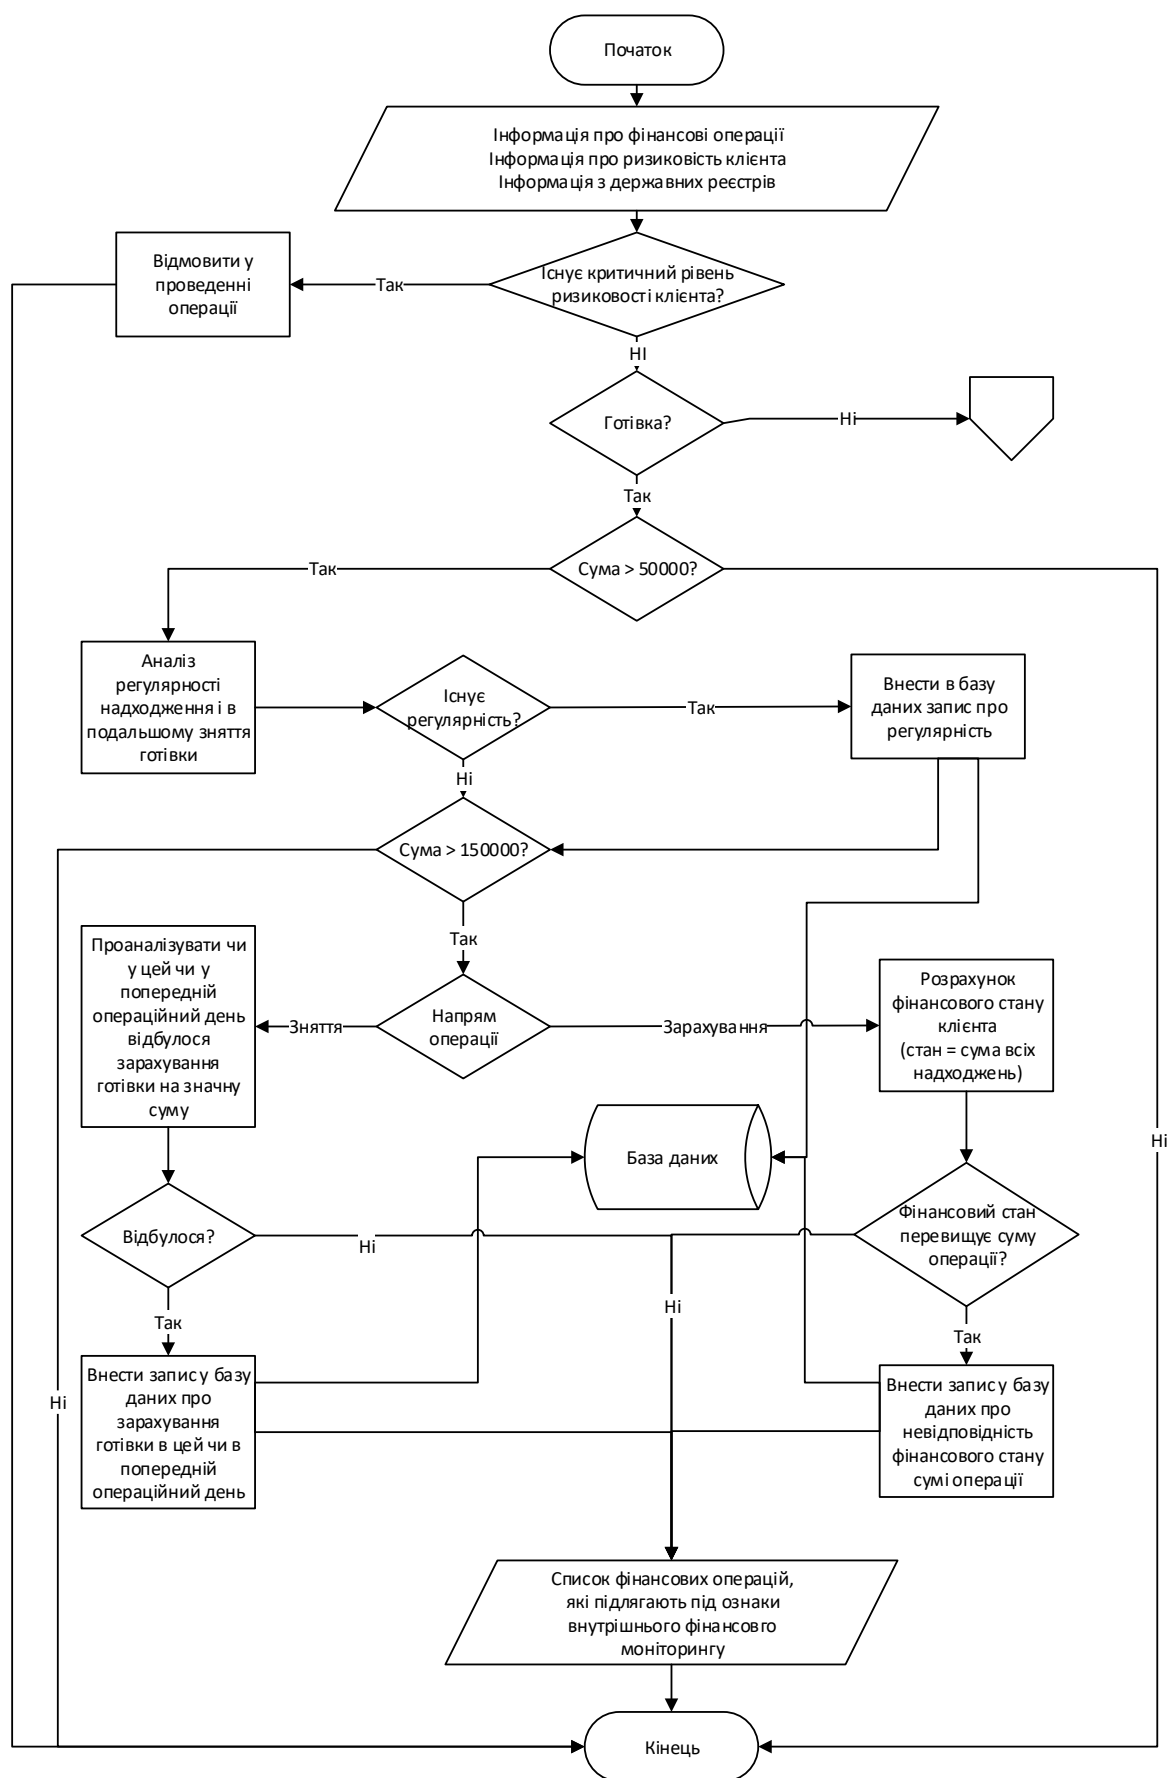 Початок
Інформація про фінансові операції
Інформація про ризиковість клієнта
Інформація з державних реєстрів
Відмовити у
проведенні
операції
Так
Існує критичний рівень
ризиковості клієнта?
НІ
Готівка?
Ні
Так
Сума > 50000?
Так
Аналіз
регулярності
надходження і в
подальшому зняття
готівки
Існує
регулярність?
Так
Внести в базу
даних запис про
регулярність
Ні
Сума > 150000?
Так
Проаналізувати чи
у цей чи у
попередній
операційний день
відбулося
зарахування
готівки на значну
суму
Зняття
Напрям
операції
Зарахування
Розрахунок
фінансового стану
клієнта
(стан = сума всіх
надходжень)
База даних
Ні
Відбулося?
Ні
Фінансовий стан
перевищує суму
операції?
Ні
Так
Так
Внести запис у базу
даних про
зарахування
готівки в цей чи в
попередній
операційний день
Ні
Внести запис у базу
даних про
невідповідність
фінансового стану
сумі операції
Список фінансових операцій,
які підлягають під ознаки
внутрішнього фінансовго
моніторингу
Кінець